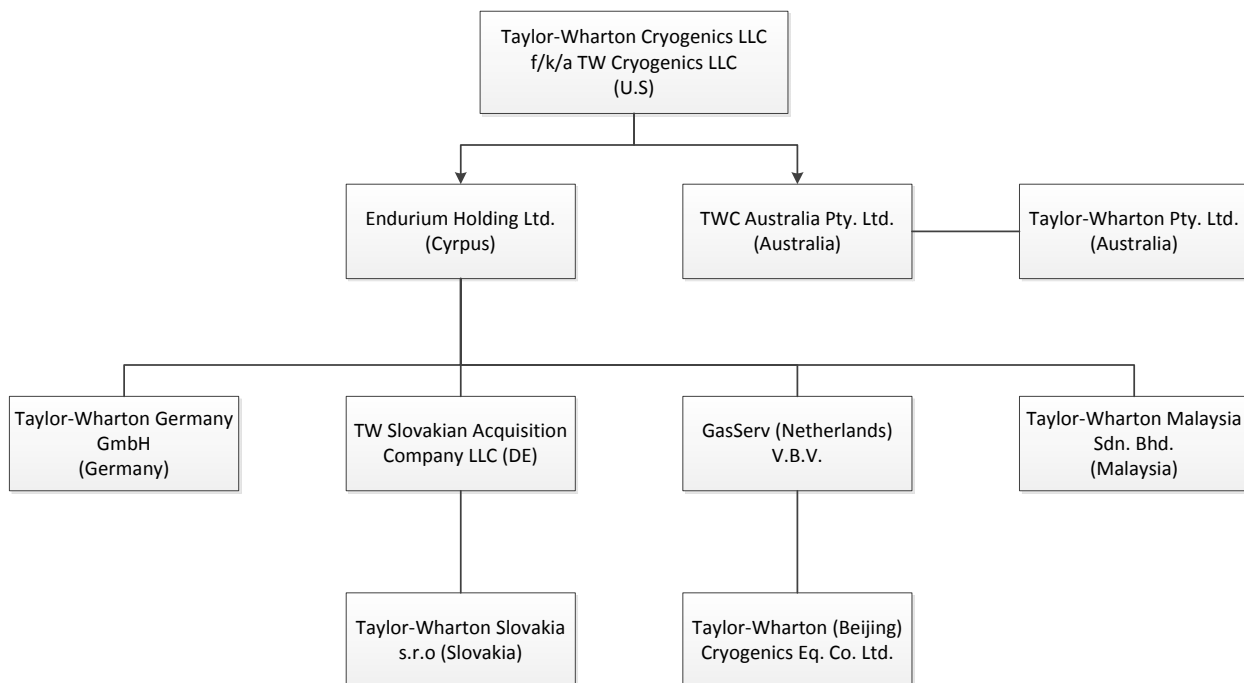 Taylor-Wharton Cryogenics LLC
f/k/a TW Cryogenics LLC
(U.S)
Endurium Holding Ltd.
(Cyrpus)
TWC Australia Pty. Ltd.
(Australia)
Taylor-Wharton Pty. Ltd.
(Australia)
Taylor-Wharton Germany
GmbH
(Germany)
TW Slovakian Acquisition
Company LLC (DE)
GasServ (Netherlands)
V.B.V.
Taylor-Wharton Malaysia
Sdn. Bhd.
(Malaysia)
Taylor-Wharton Slovakia
s.r.o (Slovakia)
Taylor-Wharton (Beijing)
Cryogenics Eq. Co. Ltd.